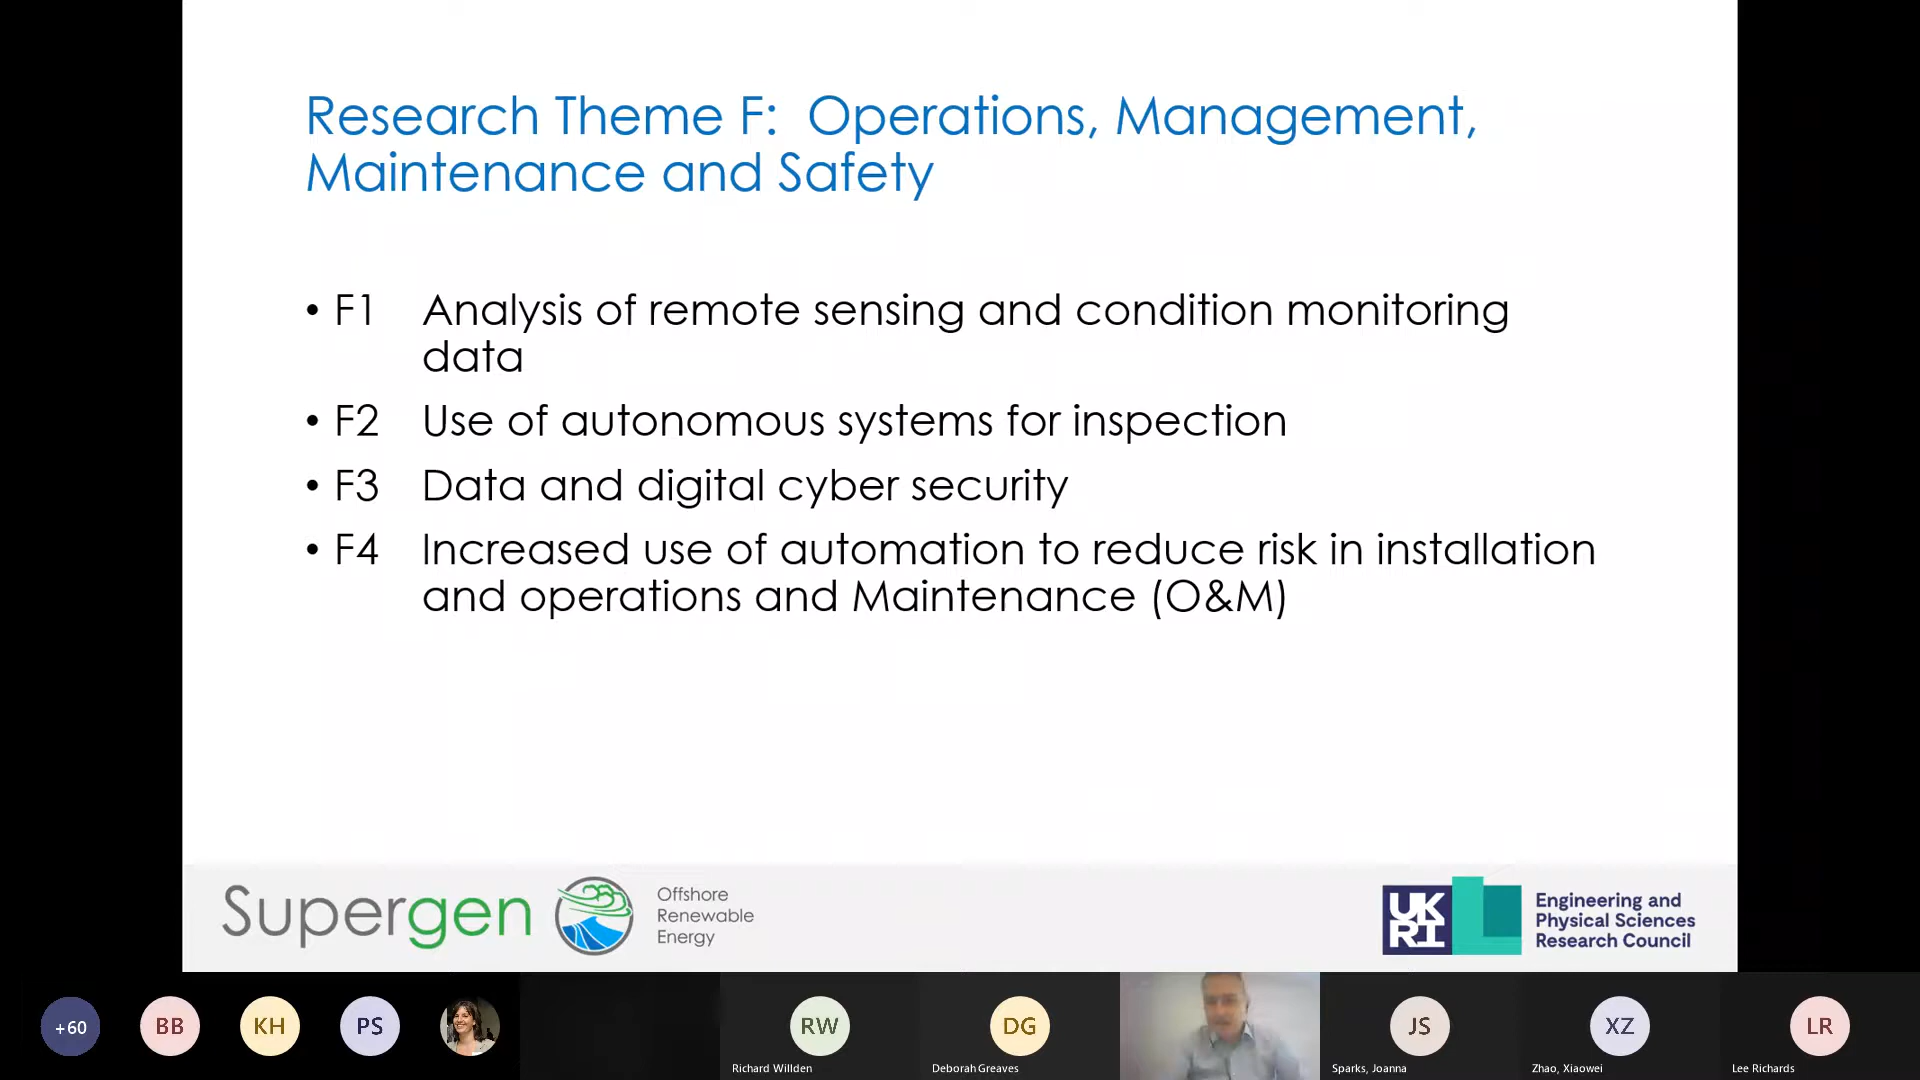 Research Theme F: Operations, Management,
Maintenance and Safety
• F1 Analysis of remote sensing and condition monitoring
data
• F2 Use of autonomous systems for inspection
• F3 Data and digital cyber security
• F4 Increased use of automation to reduce risk in installation
and operations and Maintenance (O&M)
Supergen
Offshore
Renewable
Energy
UK
RI
Engineering and
Physical Sciences
Research Council
+60
BB
KH
PS
RW
Richard Willden
DG
Deborah Greaves
JS
Sparks, Joanna
XZ
Zhao, Xiaowei
LR
Lee Richards